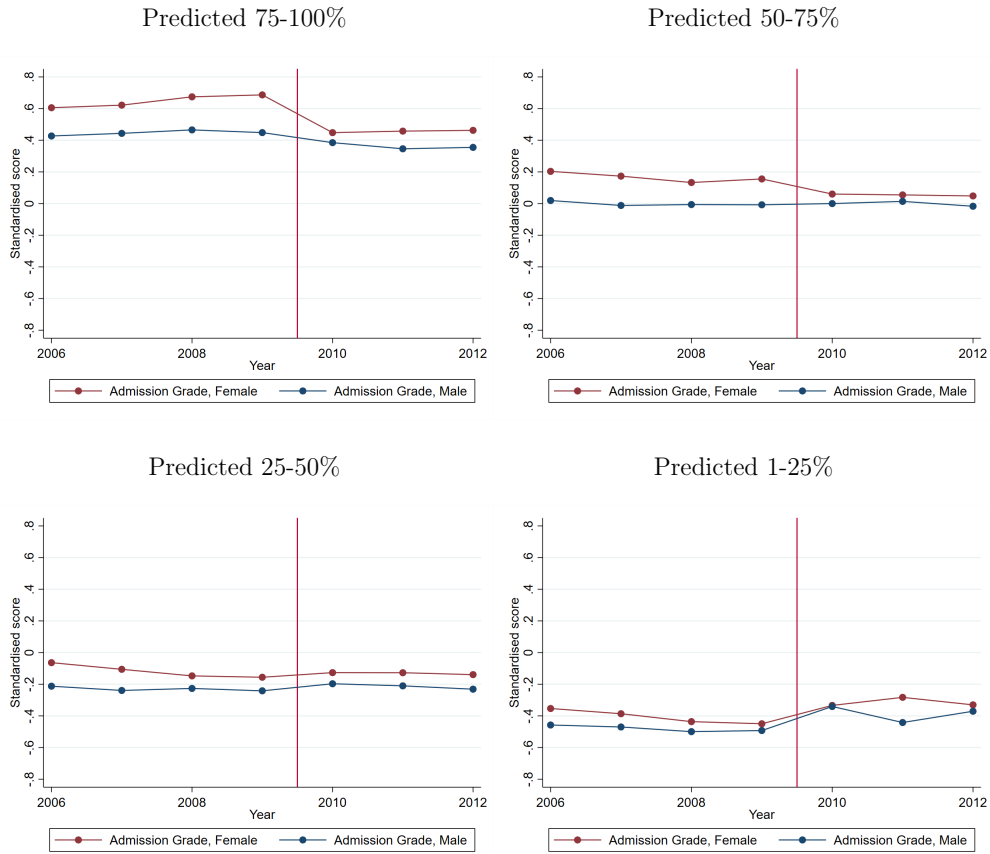 Predicted 75-100%
Standardised score
.8
.6
.4
.2
0
-.2
-.4
-.6
-.8
2006 2008 2010 2012
Year
Admission Grade, Female Admission Grade, Male
Predicted 50-75%
Standardised score
.8
.6
.4
.2
0
-.2
-.4
-.6
-.8
2006 2008 2010 2012
Year
Admission Grade, Female Admission Grade, Male
Predicted 25-50%
Standardised score
.8
.6
.4
.2
0
-.2
-.4
-.6
-.8
2006 2008 2010 2012
Year
Admission Grade, Female Admission Grade, Male
Predicted 1-25%
Standardised score
.8
.6
.4
.2
0
-.2
-.4
-.6
-.8
2006 2008 2010 2012
Year
Admission Grade, Female Admission Grade, Male